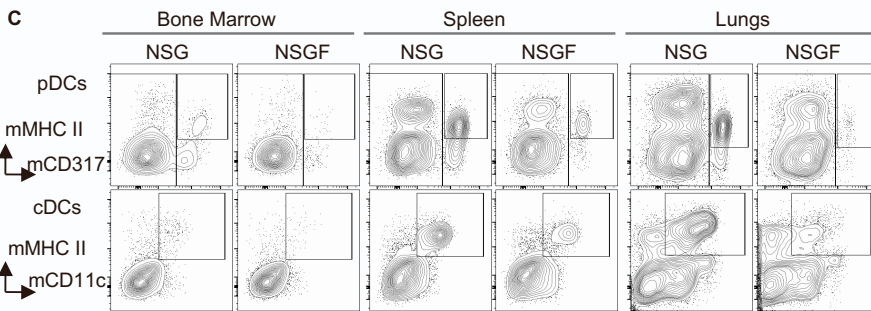 C
Bone Marrow Spleen Lungs
NSG NSGF NSG NSGF NSG NSGF
pDCs
mMHC II
mCD317
cDCs
mMHC II
mCD11c